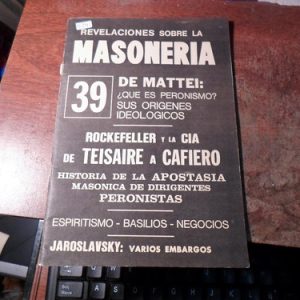 REVELACIONES SOBRE LA
MASONERIA
39
DE MATTEI:
¿QUE ES PERONISMO?
SUS ORIGENES
IDEOLOGICOS
ROCKEFELLER Y LA CIA
DE TEISAIRE A CAFIERO
HISTORIA DE LA APOSTASIA
MASONICA DE DIRIGENTES
PERONISTAS
ESPIRITISMO - BASILIOS - NEGOCIOS
JAROSLAVSKY: VARIOS EMBARGOS